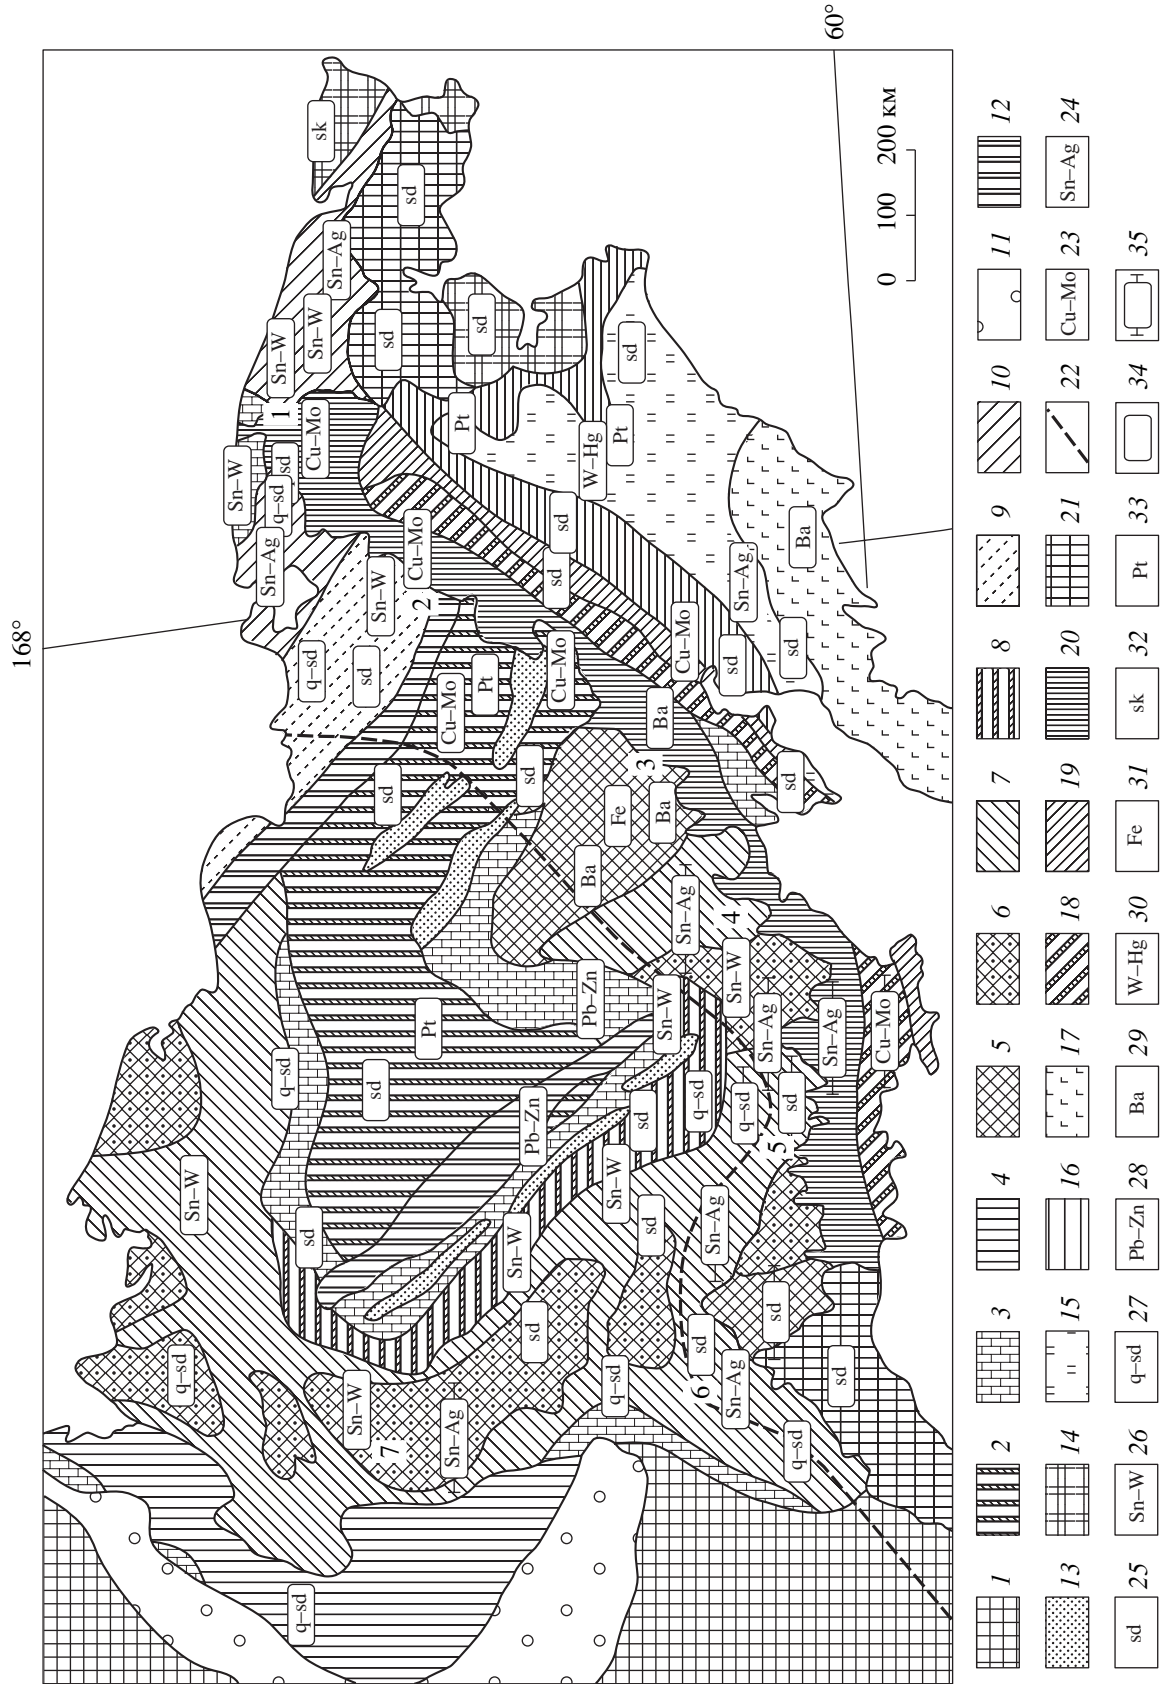 168°
q–sd
Sn–W
Sn–W
Sn–Ag
q–sd
1
Sn–W
q–sd
sd
q–sd
sd
q–sd
Cu–Mo
Sn–W
sk
Sn–Ag
Sn–W
sd
sd
Sn–W
7
sd
sd
sd
Cu–Mo
2
Pt
Cu–Mo
Sn–Ag
Pt
sd
Pt
Sn–W
sd
Pb–Zn
sd
sd
Cu–Mo
sd
Ba
Pb–Zn
W–Hg
q–sd
Sn–W
Fe
Pt
sd
sd
3
sd
Ba
Ba
Sn–W
Cu–Mo
Sn–Ag
q–sd
6
sd
Sn–Ag
4
sd
Sn–Ag
Sn–W
q–sd
Sn–Ag
Sn–Ag
sd
5
sd
sd
sd
q–sd
Ba
Sn–Ag
60°
sd
Cu–Mo
0 100 200 км
1 2 3 4 5 6 7 8 9 10 11 12
13 14 15 16 17 18 19 20 21 22 Cu–Mo 23 Sn–Ag 24
sd 25 Sn–W 26 q–sd 27 Pb–Zn 28 Ba 29 W–Hg 30 Fe 31 sk 32 Pt 33 34 35